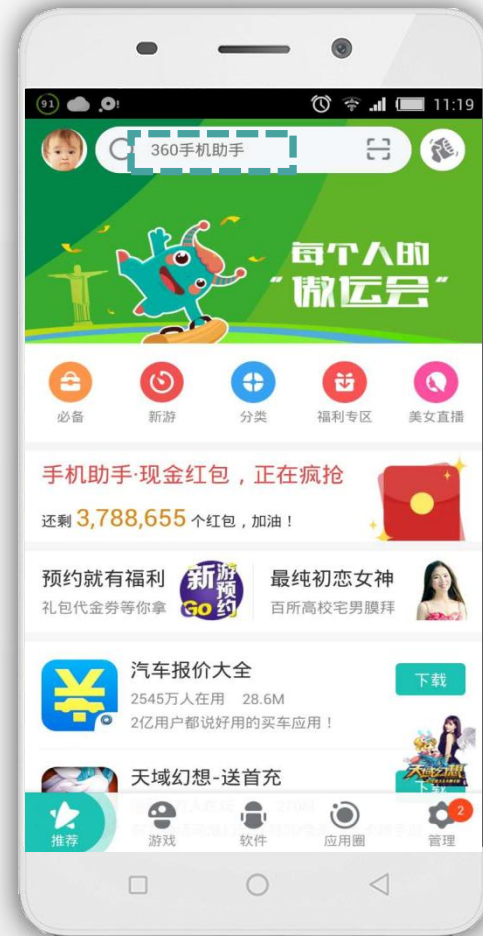 91
11:19
360手机助手
每个人的
“傲运会”
必备 新游 分类 福利专区 美女直播
手机助手·现金红包，正在疯抢
还剩 3,788,655 个红包，加油！
预约就有福利
礼包代金券等你拿
新游
预约
GO
最纯初恋女神
百所高校宅男膜拜
汽车报价大全
2545万人在用 28.6M
2亿用户都说好用的买车应用！
下载
天域幻想-送首充
天域幻想
下载
推荐 游戏 软件 应用圈 管理
2